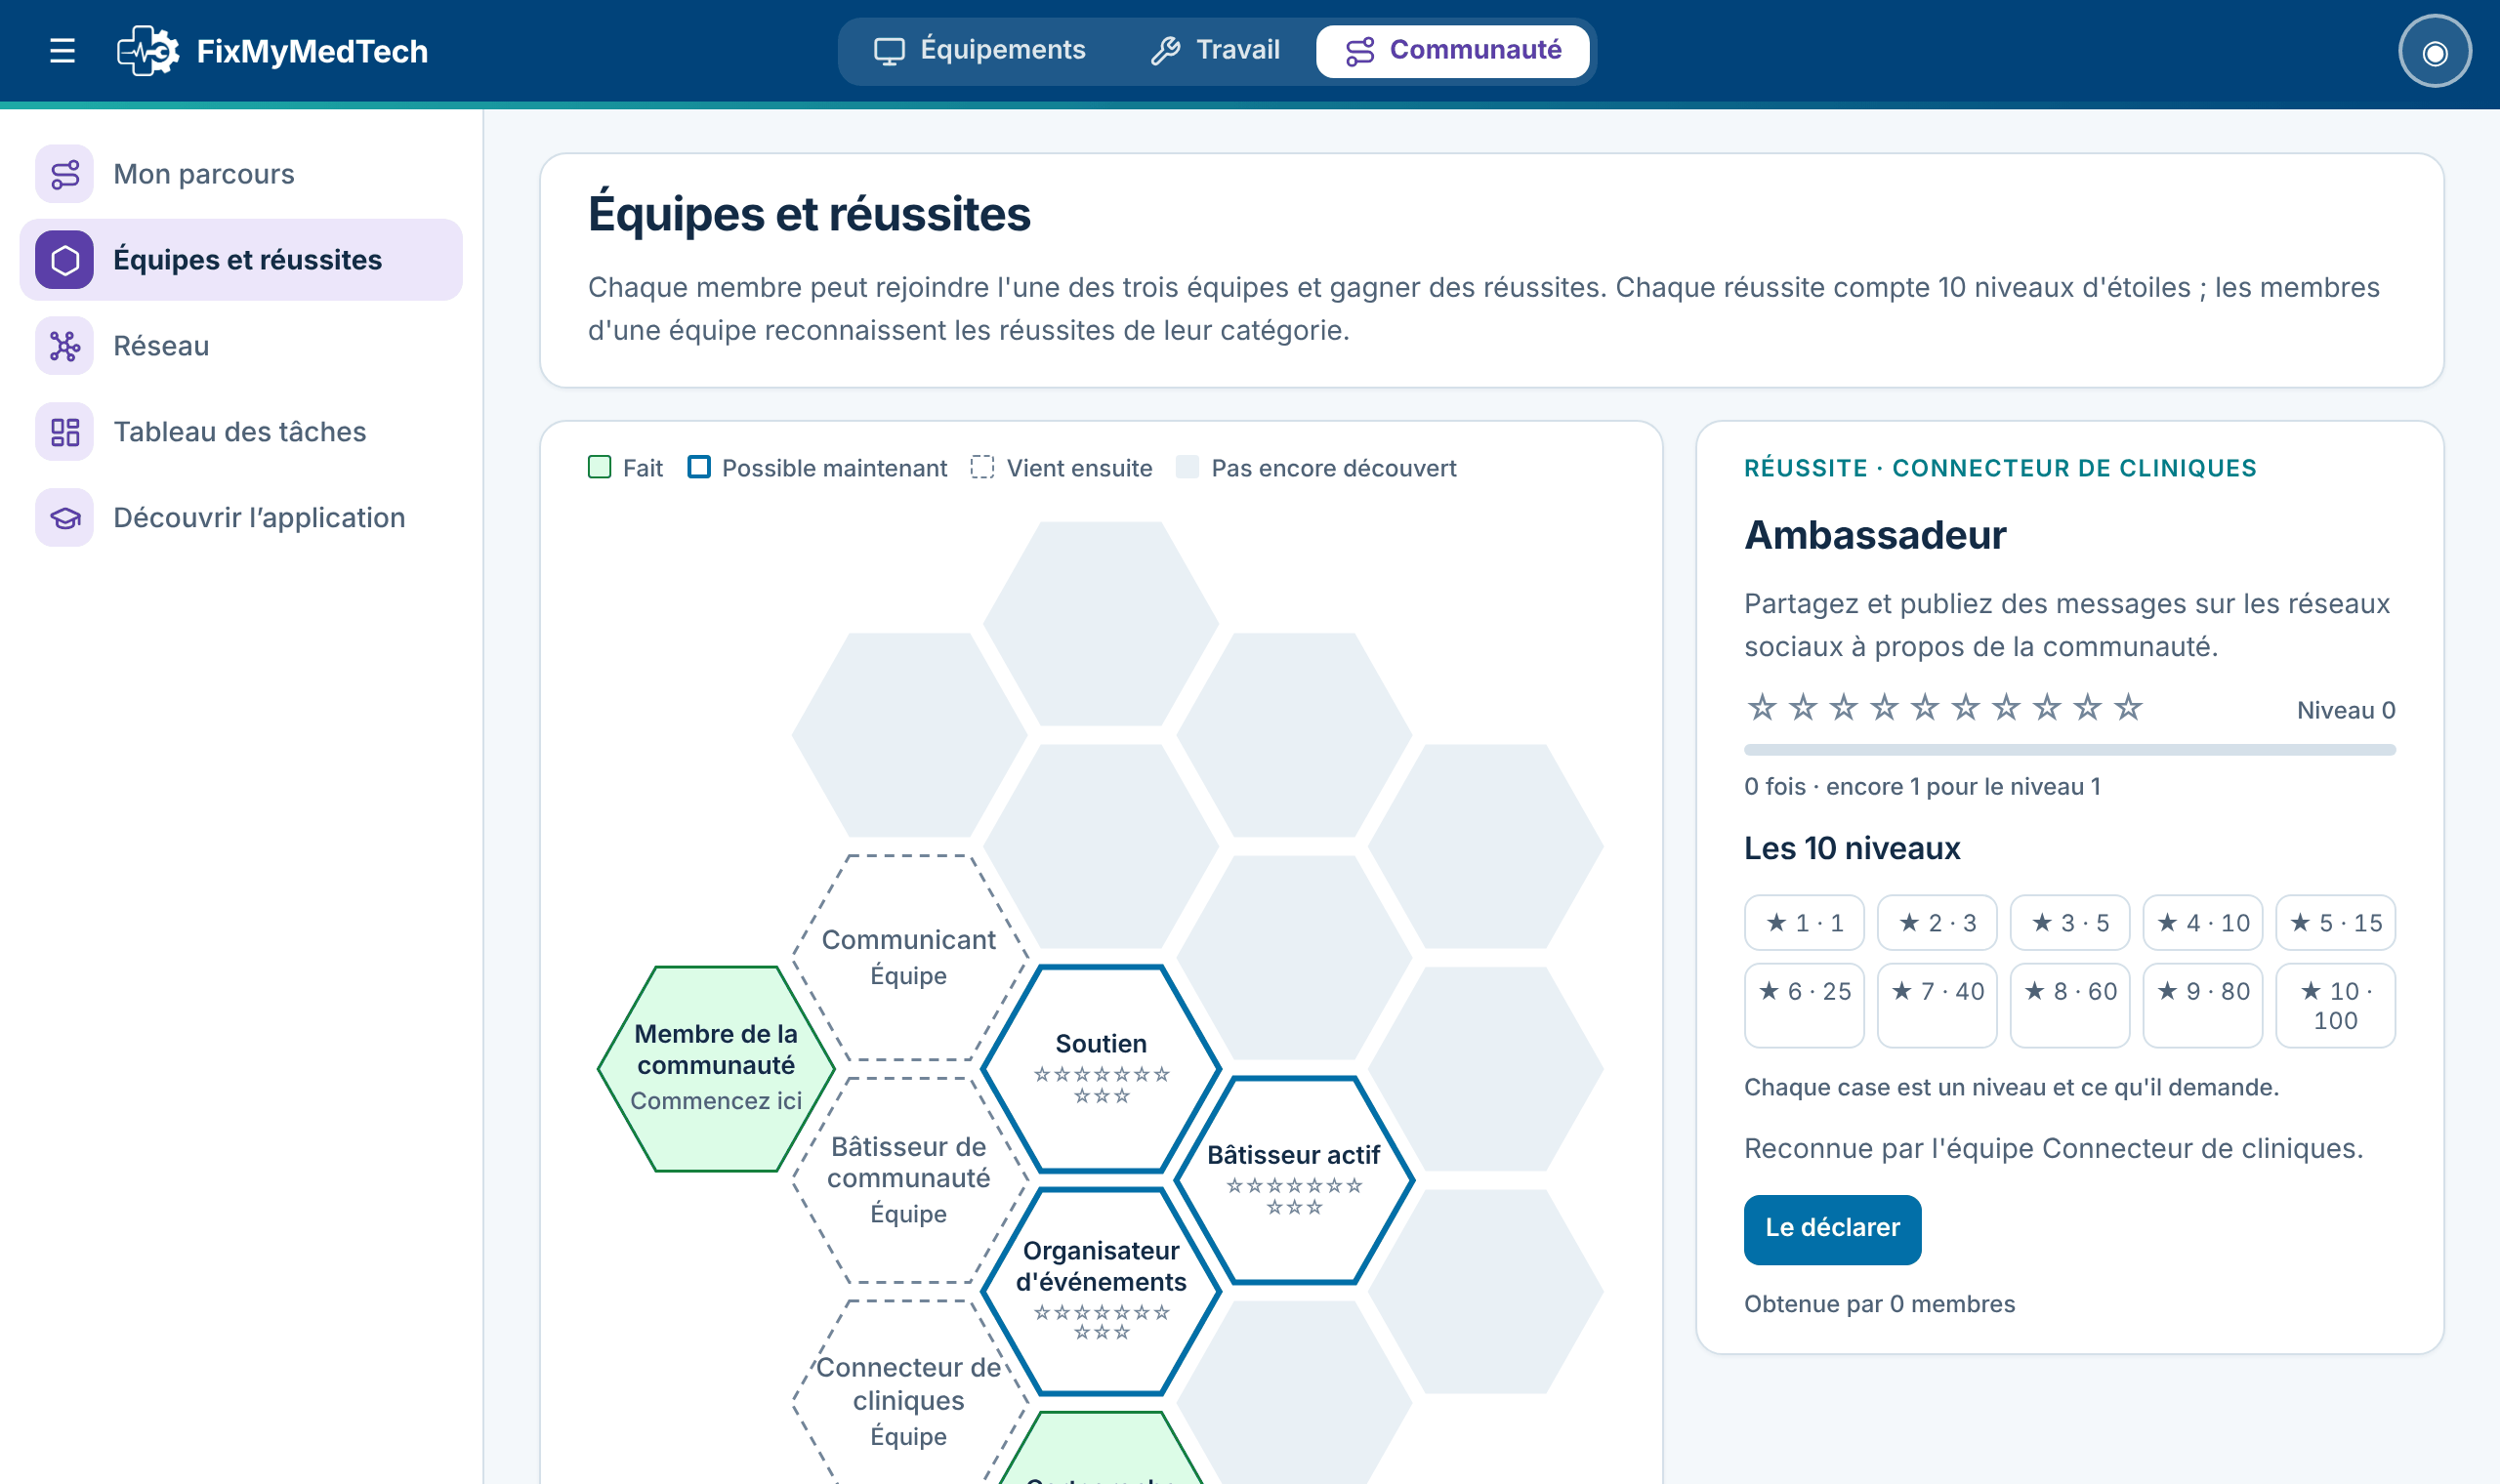 FixMyMedTech
Équipements
Travail
Communauté
Mon parcours
Équipes et réussites
Réseau
Tableau des tâches
Découvrir l’application
Équipes et réussites
Chaque membre peut rejoindre l'une des trois équipes et gagner des réussites. Chaque réussite compte 10 niveaux d'étoiles ; les membres
d'une équipe reconnaissent les réussites de leur catégorie.
Fait
Possible maintenant
Vient ensuite
Pas encore découvert
Communicant
Équipe
Membre de la
communauté
Commencez ici
Soutien
☆☆☆☆☆☆☆
☆☆☆
Bâtisseur de
communauté
Équipe
Bâtisseur actif
☆☆☆☆☆☆☆
☆☆☆
Organisateur
d'événements
☆☆☆☆☆☆☆
☆☆☆
Connecteur de
cliniques
Équipe
RÉUSSITE · CONNECTEUR DE CLINIQUES
Ambassadeur
Partagez et publiez des messages sur les réseaux
sociaux à propos de la communauté.
☆☆☆☆☆☆☆☆☆☆ Niveau 0
0 fois · encore 1 pour le niveau 1
Les 10 niveaux
★ 1 · 1
★ 2 · 3
★ 3 · 5
★ 4 · 10
★ 5 · 15
★ 6 · 25
★ 7 · 40
★ 8 · 60
★ 9 · 80
★ 10 ·
100
Chaque case est un niveau et ce qu'il demande.
Reconnue par l'équipe Connecteur de cliniques.
Le déclarer
Obtenue par 0 membres